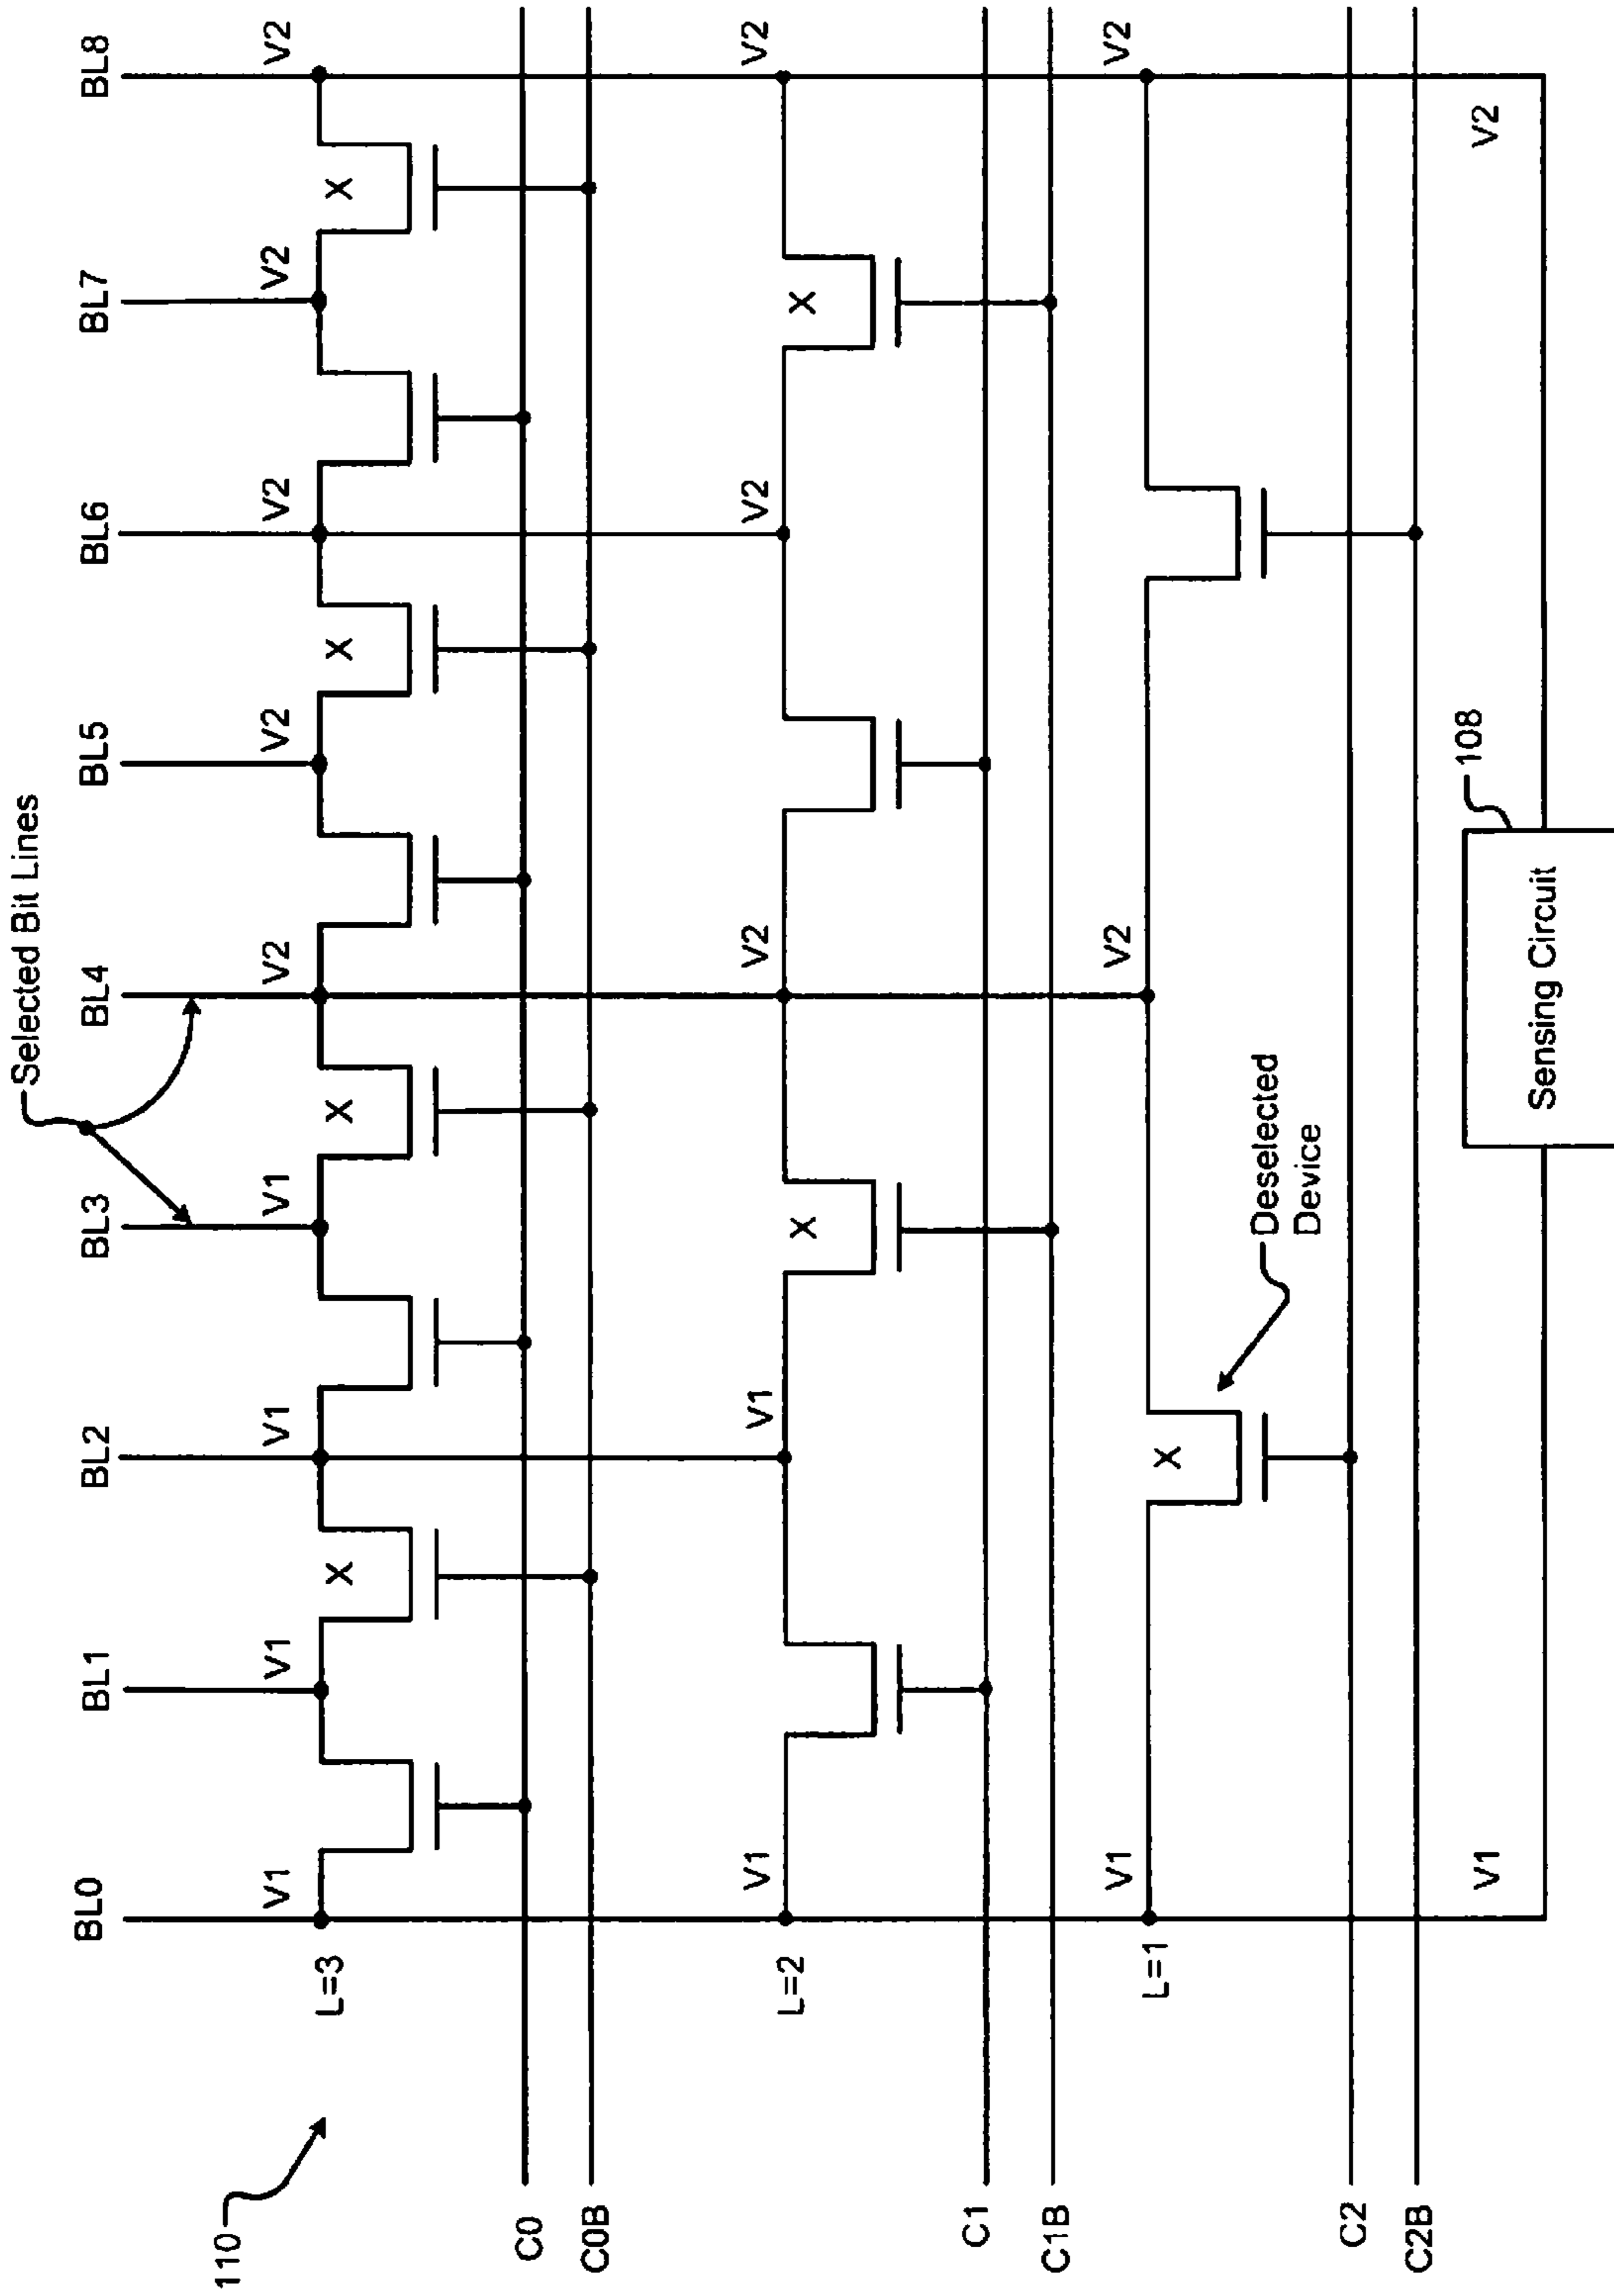 Selected Bit Lines
BL0 BL1 BL2 BL3 BL4 BL5 BL6 BL7 BL8
V1 V1 V1 V1 V2 V2 V2 V2 V2
110
L=3
X X X X
C0
C0B
V1 V1 V2 V2 V2
L=2
X X
C1
C1B
V1 V2 V2
L=1
X
Deselected
Device
C2
C2B
V1 V2
108
Sensing Circuit